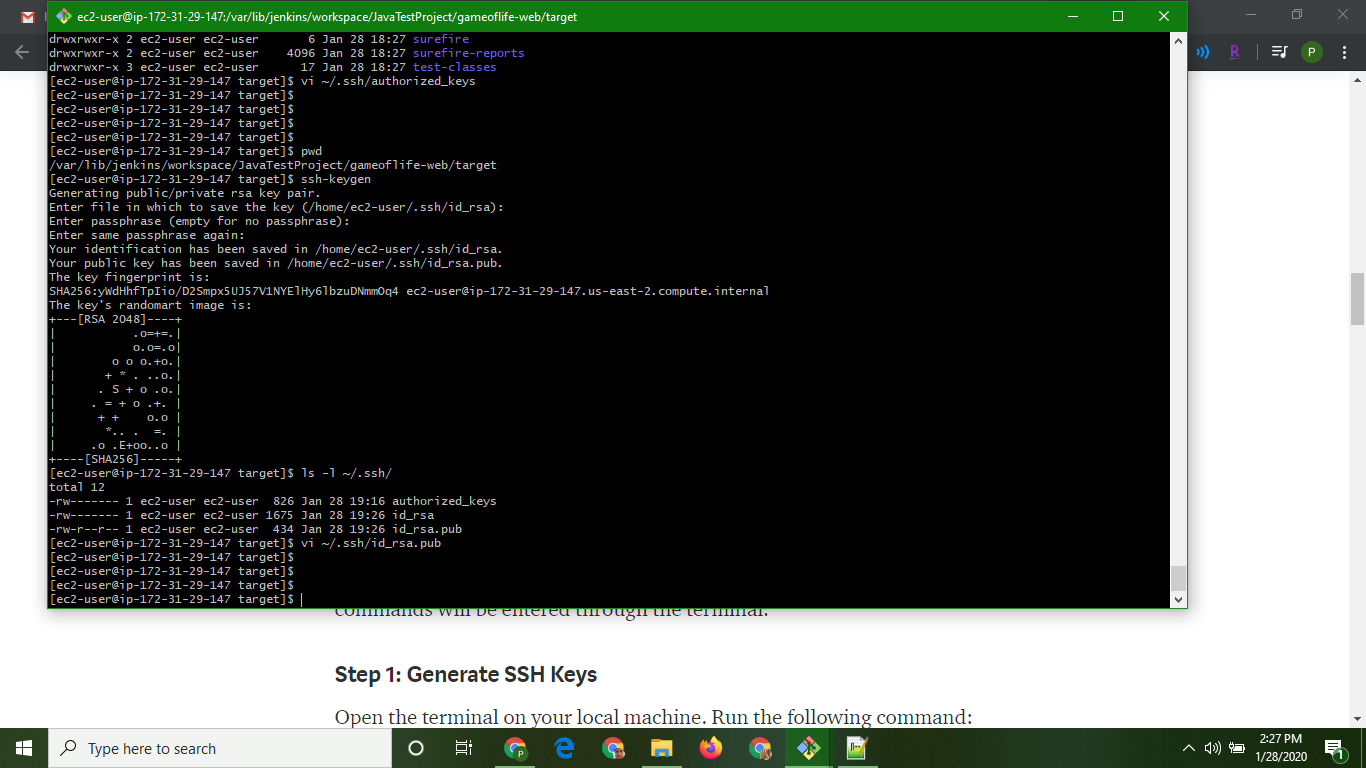 ec2-user@ip-172-31-29-147:/var/lib/jenkins/workspace/JavaTestProject/gameoflife-web/target
drwxrwxr-x 2 ec2-user ec2-user      6 Jan 28 18:27 surefire
drwxrwxr-x 2 ec2-user ec2-user   4096 Jan 28 18:27 surefire-reports
drwxrwxr-x 3 ec2-user ec2-user     17 Jan 28 18:27 test-classes
[ec2-user@ip-172-31-29-147 target]$ vi ~/.ssh/authorized_keys
[ec2-user@ip-172-31-29-147 target]$
[ec2-user@ip-172-31-29-147 target]$
[ec2-user@ip-172-31-29-147 target]$
[ec2-user@ip-172-31-29-147 target]$
[ec2-user@ip-172-31-29-147 target]$ pwd
/var/lib/jenkins/workspace/JavaTestProject/gameoflife-web/target
[ec2-user@ip-172-31-29-147 target]$ ssh-keygen
Generating public/private rsa key pair.
Enter file in which to save the key (/home/ec2-user/.ssh/id_rsa):
Enter passphrase (empty for no passphrase):
Enter same passphrase again:
Your identification has been saved in /home/ec2-user/.ssh/id_rsa.
Your public key has been saved in /home/ec2-user/.ssh/id_rsa.pub.
The key fingerprint is:
SHA256:yWdHhfTpIio/D2Smpx5UJ57V1NYElHy6lbzuDNmmOq4 ec2-user@ip-172-31-29-147.us-east-2.compute.internal
The key's randomart image is:
+---[RSA 2048]----+
|           .o=+=.|
|           o.o=.o|
|        o o o.+o.|
|       + * . ..o.|
|      . S + o .o.|
|     . = + o .+. |
|      + +    o.o |
|       *.. .  =. |
|     .o .E+oo..o |
+----[SHA256]-----+
[ec2-user@ip-172-31-29-147 target]$ ls -l ~/.ssh/
total 12
-rw------- 1 ec2-user ec2-user  826 Jan 28 19:16 authorized_keys
-rw------- 1 ec2-user ec2-user 1675 Jan 28 19:26 id_rsa
-rw-r--r-- 1 ec2-user ec2-user  434 Jan 28 19:26 id_rsa.pub
[ec2-user@ip-172-31-29-147 target]$ vi ~/.ssh/id_rsa.pub
[ec2-user@ip-172-31-29-147 target]$
[ec2-user@ip-172-31-29-147 target]$
[ec2-user@ip-172-31-29-147 target]$
[ec2-user@ip-172-31-29-147 target]$
R
P
commands will be entered through the terminal.
Step 1: Generate SSH Keys
Open the terminal on your local machine. Run the following command:
Type here to search
P
2:27 PM
1/28/2020
1